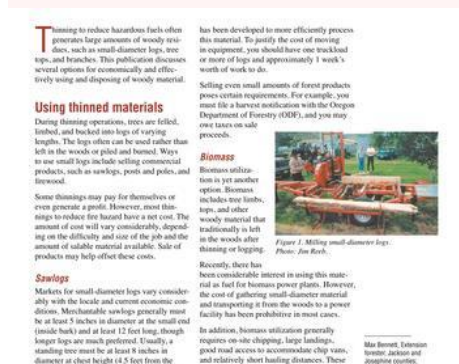 Thinning to reduce hazardous fuels often
generates large amounts of woody resi-
dues, such as small-diameter logs, tree
tops, and branches. This publication discusses
several options for economically and effec-
tively using and disposing of woody material.
Using thinned materials
During thinning operations, trees are felled,
limbed, and bucked into logs of varying
lengths. The logs often can be used rather than
left in the woods or piled and burned. Ways
to use small logs include selling commercial
products, such as sawlogs, posts and poles, and
firewood.
Some thinnings may pay for themselves or
even generate a profit. However, most thin-
nings to reduce fire hazard have a net cost. The
amount of cost will vary considerably, depend-
ing on the difficulty and size of the job and the
amount of salable material available. Sale of
products may help offset these costs.
Sawlogs
Markets for small-diameter logs vary consider-
ably with the locale and current economic con-
ditions. Merchantable sawlogs generally must
be at least 5 inches in diameter at the small end
(inside bark) and at least 12 feet long, though
longer logs are much preferred. Usually, a
standing tree must be at least 8 inches in
diameter at chest height (4.5 feet from the
has been developed to more efficiently process
this material. To justify the cost of moving
in equipment, you should have one truckload
or more of logs and approximately 1 week's
worth of work to do.
Selling even small amounts of forest products
poses certain requirements. For example, you
must file a harvest notification with the Oregon
Department of Forestry (ODF), and you may
owe taxes on sale
proceeds.
Biomass
Biomass utiliza-
tion is yet another
option. Biomass
includes tree limbs,
tops, and other
woody material that
traditionally is left
in the woods after
thinning or logging.
Figure 1. Milling small-diameter logs.
Photo: Jim Reeb.
Recently, there has
been considerable interest in using this mate-
rial as fuel for biomass power plants. However,
the cost of gathering small-diameter material
and transporting it from the woods to a power
facility has been prohibitive in most cases.
In addition, biomass utilization generally
requires on-site chipping, large landings,
good road access to accommodate chip vans,
and relatively short hauling distances. These
Max Bennett, Extension
forester, Jackson and
Josephine counties;